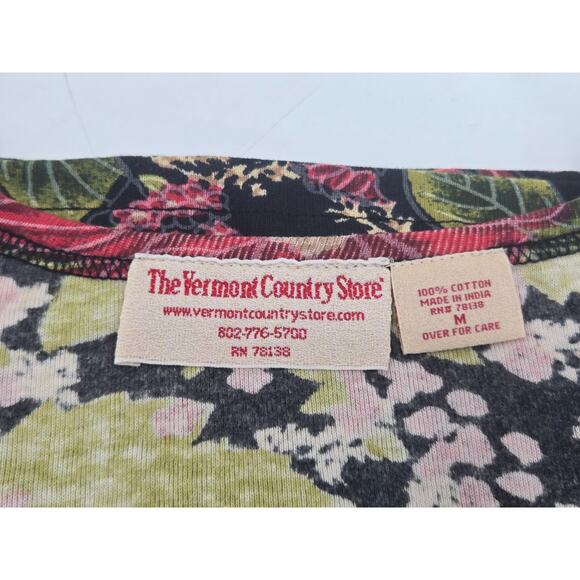 The Vermont Country Store®
www.vermontcountrystore.com
802-776-5700
RN 78138
100% COTTON
MADE IN INDIA
RN# 78138
M
OVER FOR CARE